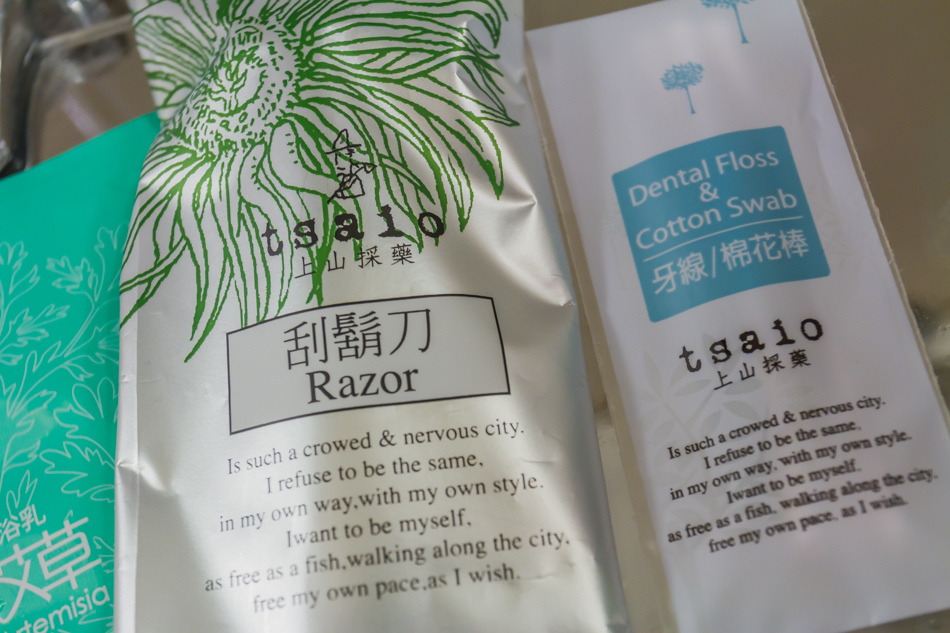 tsaio
上山採藥
刮鬍刀
Razor
Is such a crowed & nervous city.
I refuse to be the same,
in my own way,with my own style.
Iwant to be myself,
as free as a fish,walking along the city,
free my own pace,as I wish.
Dental Floss
&
Cotton Swab
牙線/棉花棒
tsaio
上山採藥
Is such a crowed & nervous city.
I refuse to be the same,
in my own way, with my own style.
Iwant to be myself.
as free as a fish, walking along the city,
free my own pace, as I wish.
浴乳
艾草
Artemisia